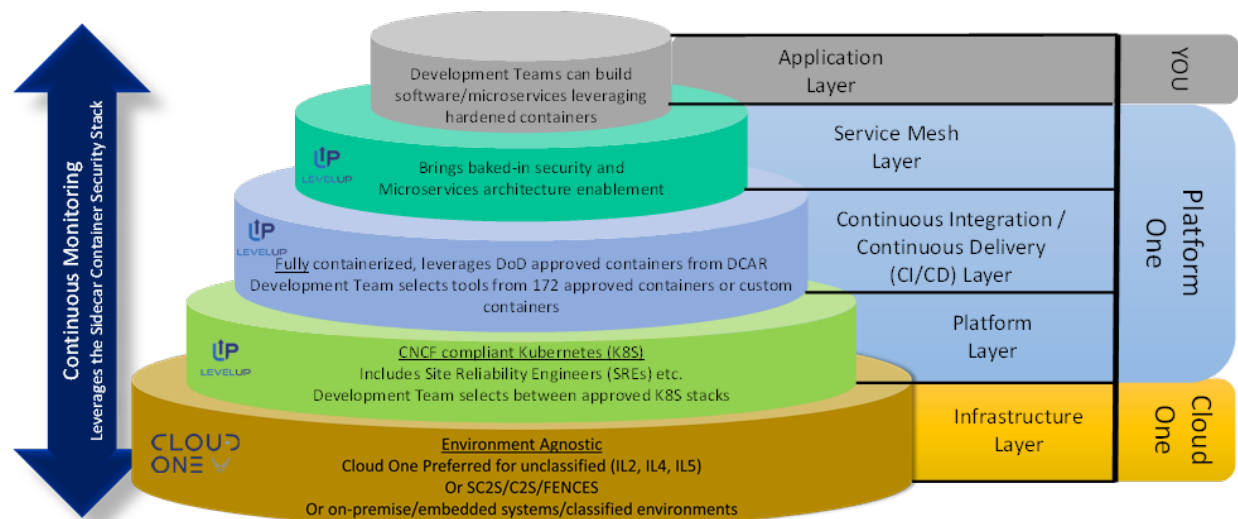 Continuous Monitoring
Leverages the Sidecar Container Security Stack
Development Teams can build
software/microservices leveraging
hardened containers
Application
Layer
YOU
UP
LEVELUP
Brings baked-in security and
Microservices architecture enablement
Service Mesh
Layer
Platform
One
UP
LEVELUP
Fully containerized, leverages DoD approved containers from DCAR
Development Team selects tools from 172 approved containers or custom
containers
Continuous Integration /
Continuous Delivery
(CI/CD) Layer
UP
LEVELUP
CNCF compliant Kubernetes (K8S)
Includes Site Reliability Engineers (SREs) etc.
Development Team selects between approved K8S stacks
Platform
Layer
CLOUD
ONE
Environment Agnostic
Cloud One Preferred for unclassified (IL2, IL4, IL5)
Or SC2S/C2S/FENCES
Or on-premise/embedded systems/classified environments
Infrastructure
Layer
Cloud
One